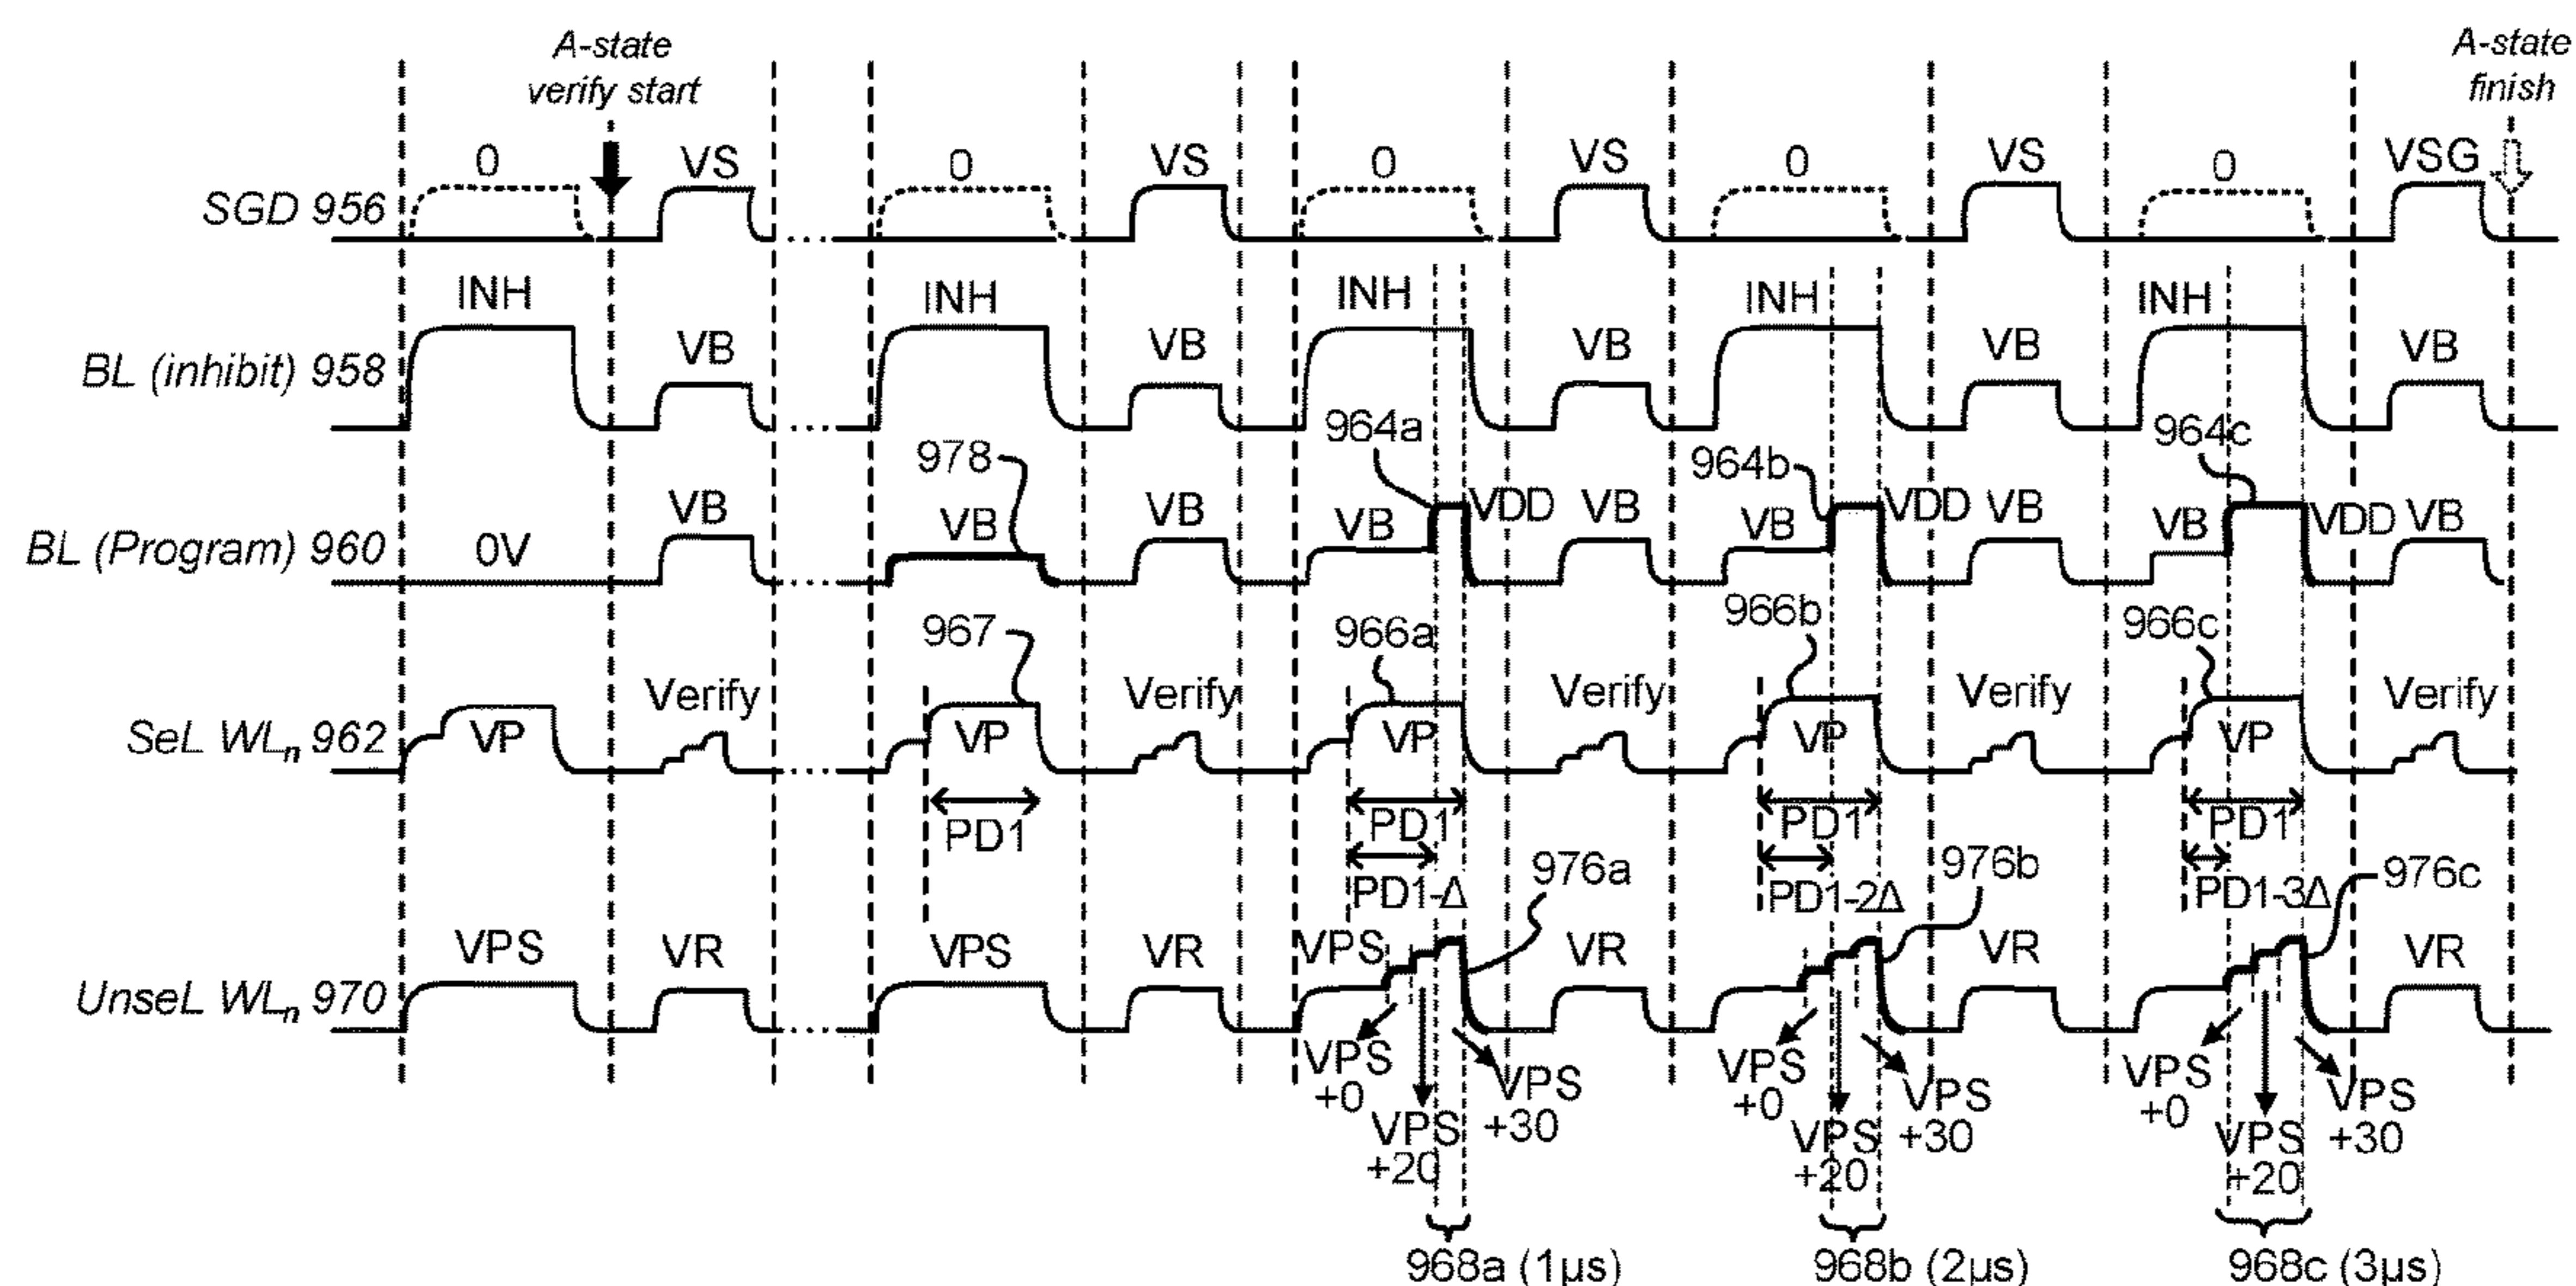 A-state
verify start
A-state
finish
SGD 956
0
VS
0
VS
0
VS
0
VS
0
VSG
BL (inhibit) 958
INH
VB
INH
VB
INH
VB
INH
VB
INH
VB
964a
964b
964c
978
BL (Program) 960
0V
VB
VB
VB
VB
VDD
VB
VB
VDD
VB
VB
VDD
VB
967
966a
966b
966c
SeL WLn 962
VP
Verify
VP
Verify
VP
Verify
VP
Verify
VP
Verify
PD1
PD1
PD1
PD1
PD1-Δ
PD1-2Δ
PD1-3Δ
976a
976b
976c
UnseL WLn 970
VPS
VR
VPS
VR
VPS
VR
VR
VR
VPS
+0
VPS
+20
VPS
+30
VPS
+0
VPS
+20
VPS
+30
VPS
+0
VPS
+20
VPS
+30
968a (1µs)
968b (2µs)
968c (3µs)